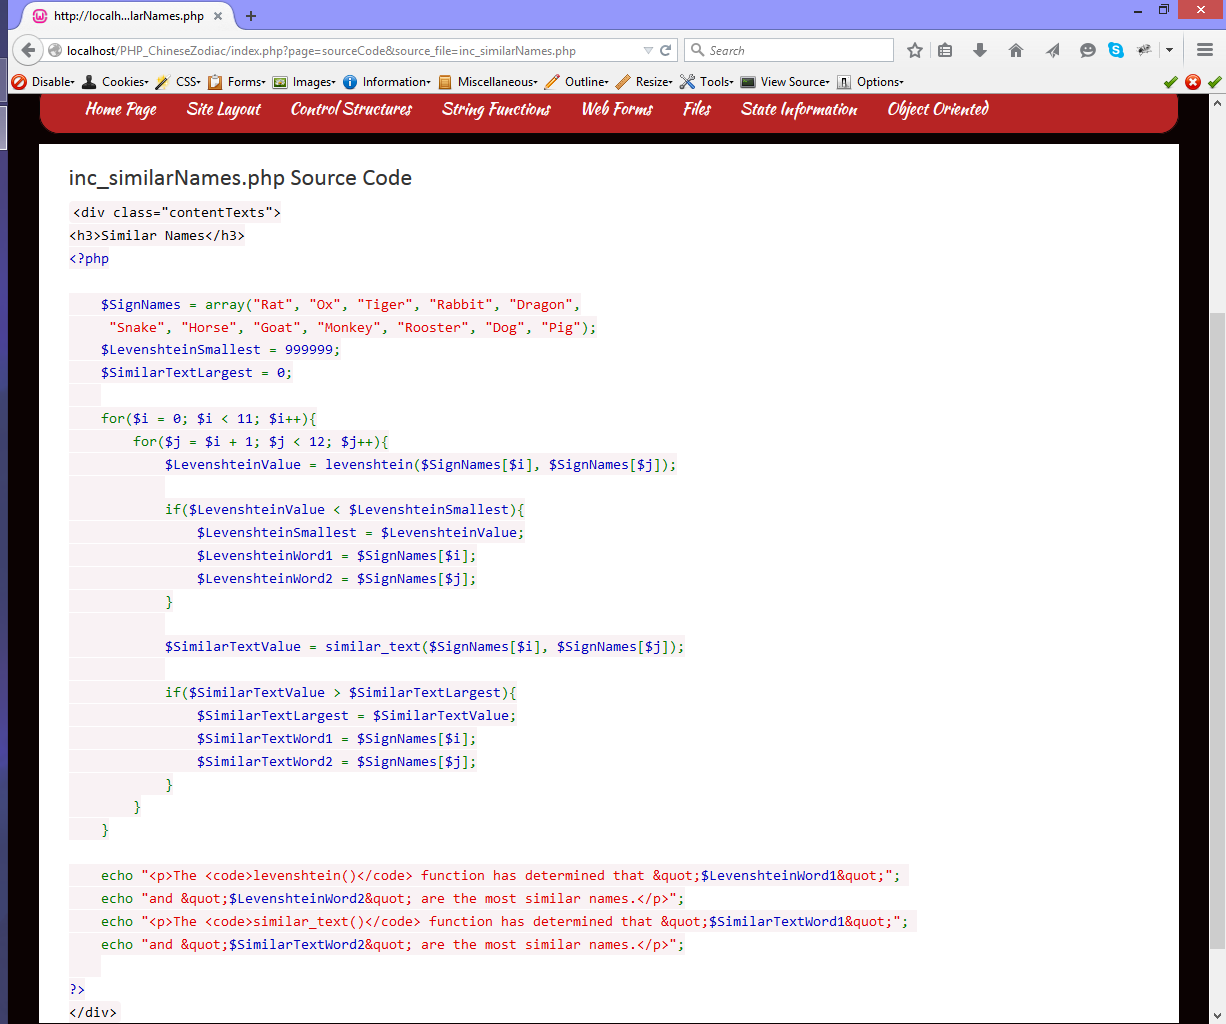 http://localh...larNames.php
localhost/PHP_ChineseZodiac/index.php?page=sourceCode&source_file=inc_similarNames.php
Search
Disable Cookies CSS Forms Images Information Miscellaneous Outline Resize Tools View Source Options
Home Page Site Layout Control Structures String Functions Web Forms Files State Information Object Oriented
inc_similarNames.php Source Code
<div class="contentTexts">
<h3>Similar Names</h3>
<?php
$SignNames = array("Rat", "Ox", "Tiger", "Rabbit", "Dragon",
"Snake", "Horse", "Goat", "Monkey", "Rooster", "Dog", "Pig");
$LevenshteinSmallest = 999999;
$SimilarTextLargest = 0;
for($i = 0; $i < 11; $i++){
for($j = $i + 1; $j < 12; $j++){
$LevenshteinValue = levenshtein($SignNames[$i], $SignNames[$j]);
if($LevenshteinValue < $LevenshteinSmallest){
$LevenshteinSmallest = $LevenshteinValue;
$LevenshteinWord1 = $SignNames[$i];
$LevenshteinWord2 = $SignNames[$j];
}
$SimilarTextValue = similar_text($SignNames[$i], $SignNames[$j]);
if($SimilarTextValue > $SimilarTextLargest){
$SimilarTextLargest = $SimilarTextValue;
$SimilarTextWord1 = $SignNames[$i];
$SimilarTextWord2 = $SignNames[$j];
}
}
}
echo "<p>The <code>levenshtein()</code> function has determined that &quot;$LevenshteinWord1&quot;";
echo "and &quot;$LevenshteinWord2&quot; are the most similar names.</p>";
echo "<p>The <code>similar_text()</code> function has determined that &quot;$SimilarTextWord1&quot;";
echo "and &quot;$SimilarTextWord2&quot; are the most similar names.</p>";
?>
</div>